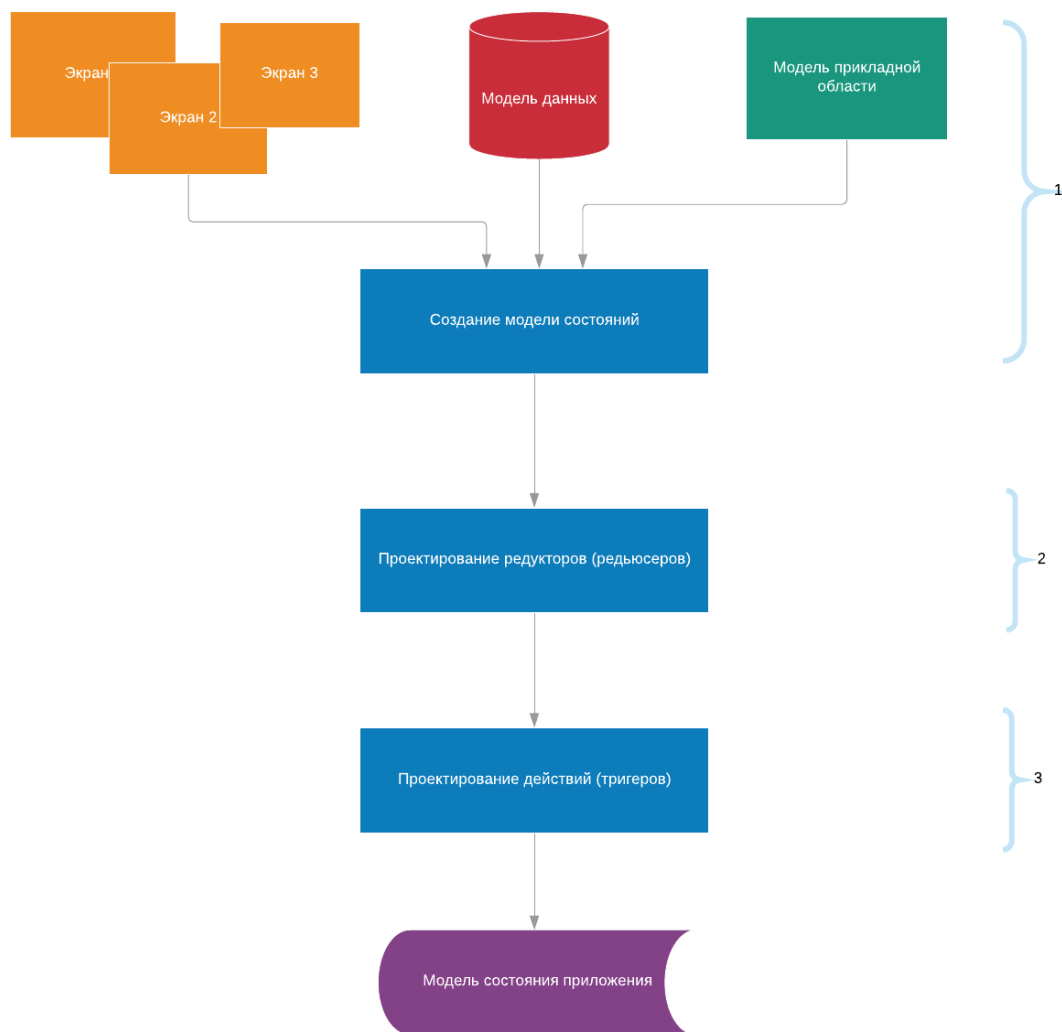 Экран
Экран 2
Экран 3
Модель данных
Модель прикладной
области
1
Создание модели состояний
Проектирование редукторов (редьюсеров)
2
Проектирование действий (тригеров)
3
Модель состояния приложения